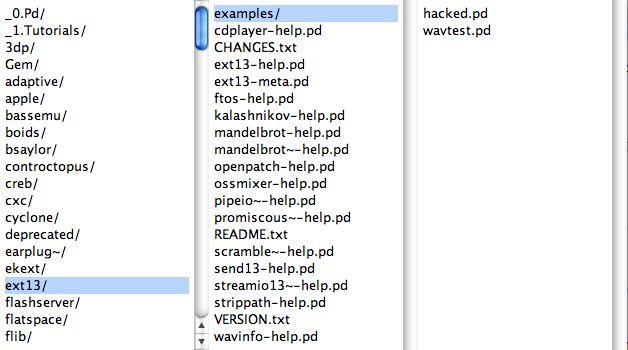 _0.Pd/
_1.Tutorials/
3dp/
Gem/
adaptive/
apple/
bassemu/
boids/
bsaylor/
controctopus/
creb/
cxc/
cyclone/
deprecated/
earplug~/
ekext/
ext13/
flashserver/
flatspace/
flib/
examples/
cdplayer-help.pd
CHANGES.txt
ext13-help.pd
ext13-meta.pd
ftos-help.pd
kalashnikov-help.pd
mandelbrot-help.pd
mandelbrot~-help.pd
openpatch-help.pd
ossmixer-help.pd
pipeio~-help.pd
promiscous~-help.pd
README.txt
scramble~-help.pd
send13-help.pd
streamio13~-help.pd
strippath-help.pd
VERSION.txt
wavinfo-help.pd
hacked.pd
wavtest.pd